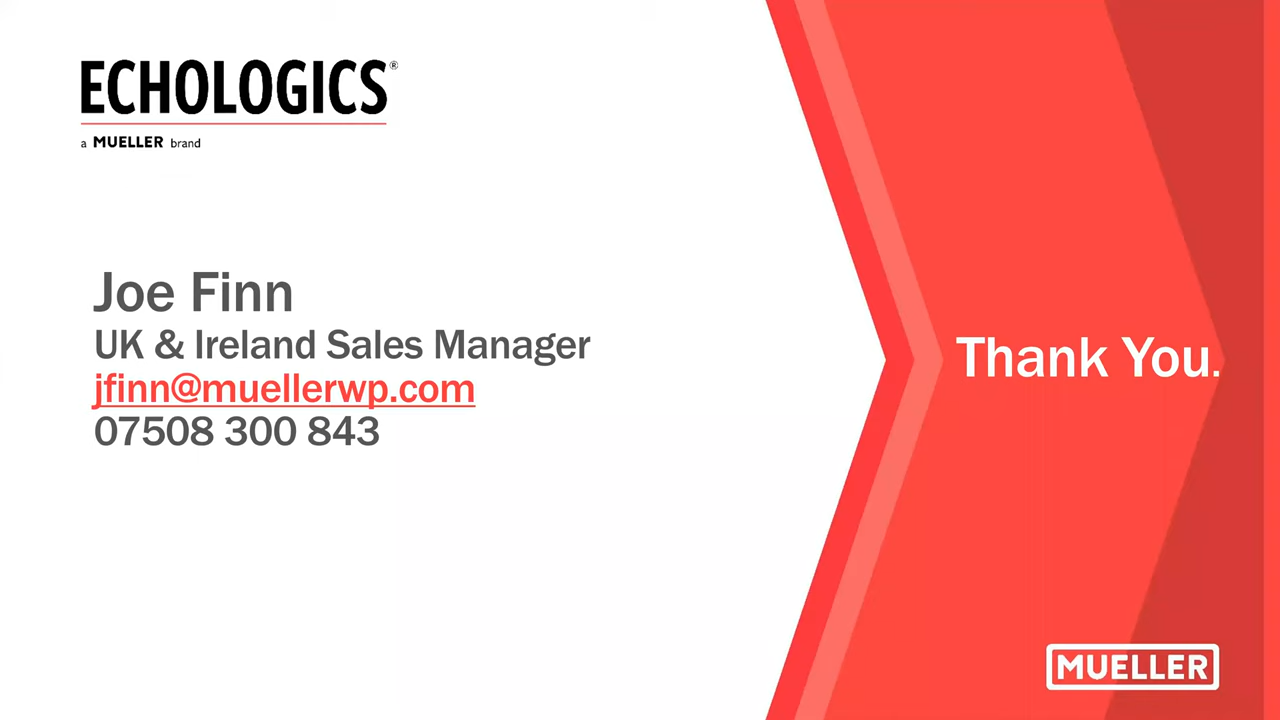 ECHOLOGICS®
a MUELLER brand
Joe Finn
UK & Ireland Sales Manager
jfinn@muellerwp.com
07508 300 843
Thank You.
MUELLER